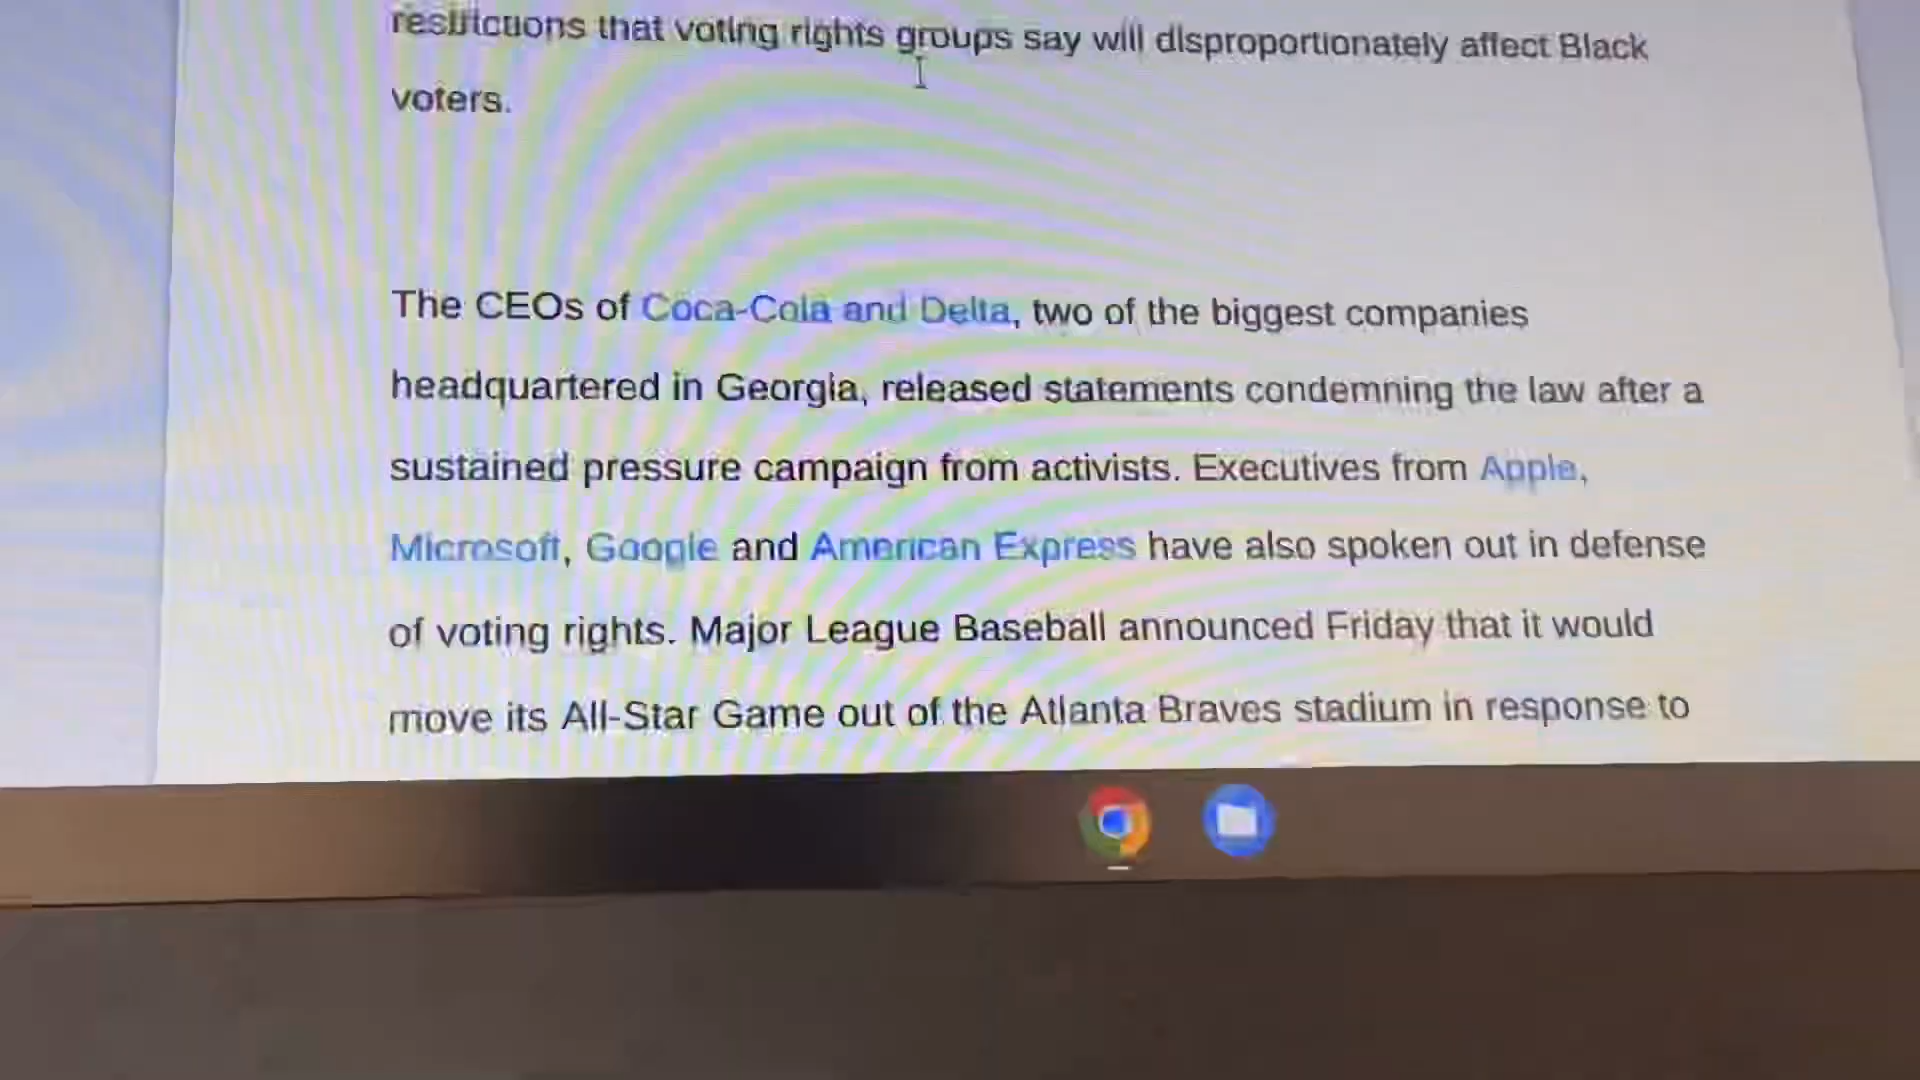 restrictions that voting rights groups say will disproportionately affect Black
voters.
The CEOs of Coca-Cola and Delta, two of the biggest companies
headquartered in Georgia, released statements condemning the law after a
sustained pressure campaign from activists. Executives from Apple,
Microsoft, Google and American Express have also spoken out in defense
of voting rights. Major League Baseball announced Friday that it would
move its All-Star Game out of the Atlanta Braves stadium in response to